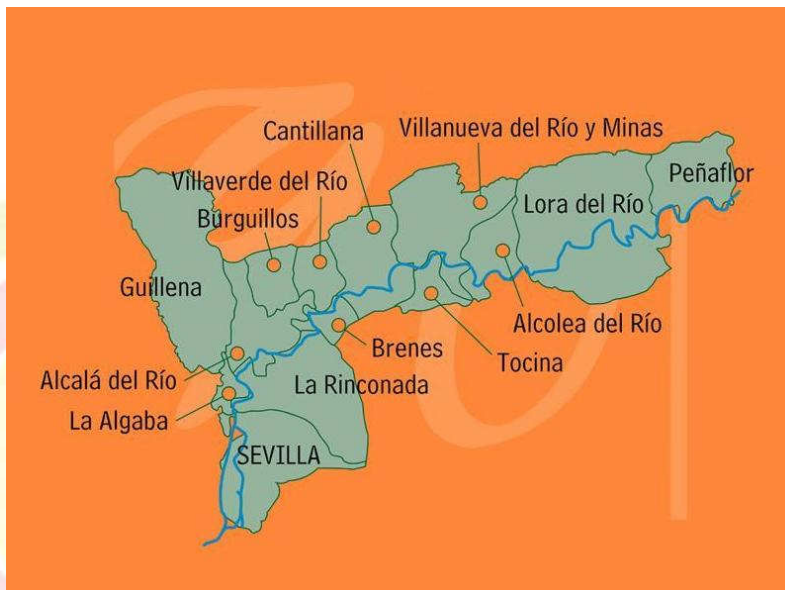 Cantillana
Villanueva del Río y Minas
Villaverde del Río
Peñaflor
Burguillos
Lora del Río
Guillena
Alcolea del Río
Brenes
Tocina
Alcalá del Río
La Rinconada
La Algaba
SEVILLA